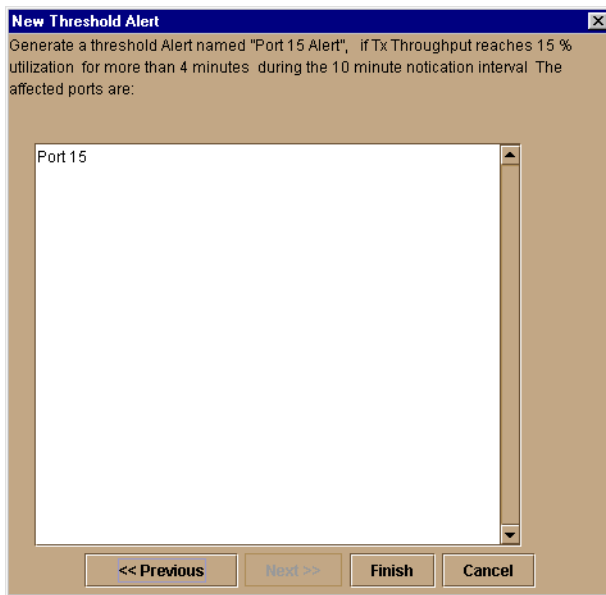 New Threshold Alert
Generate a threshold Alert named "Port 15 Alert", if Tx Throughput reaches 15 %
utilization for more than 4 minutes during the 10 minute notication interval The
affected ports are:
Port 15
<< Previous Next >> Finish Cancel